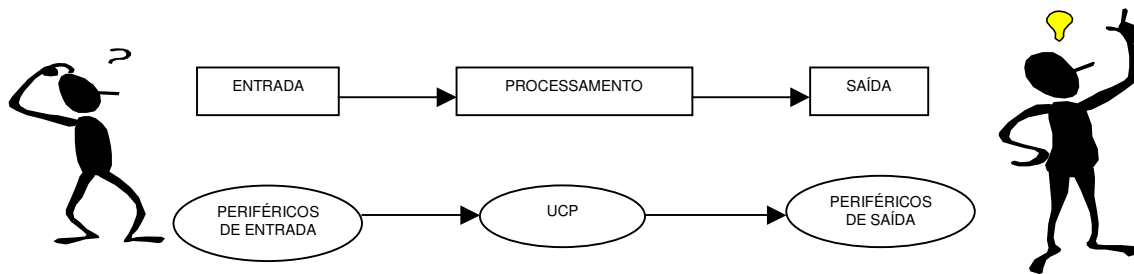 ?
ENTRADA
PROCESSAMENTO
SAÍDA
PERIFÉRICOS
DE ENTRADA
UCP
PERIFÉRICOS
DE SAÍDA